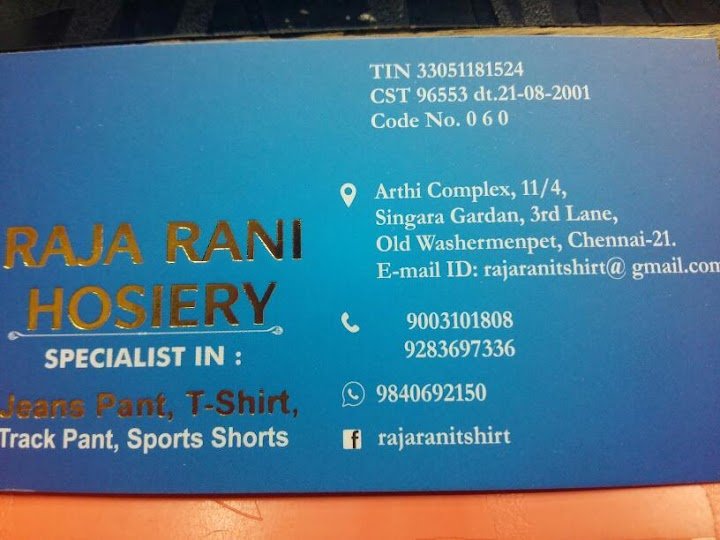 RAJA RANI
HOSIERY
SPECIALIST IN :
Jeans Pant, T-Shirt,
Track Pant, Sports Shorts
TIN 33051181524
CST 96553 dt.21-08-2001
Code No. 0 6 0
Arthi Complex, 11/4,
Singara Gardan, 3rd Lane,
Old Washermenpet, Chennai-21.
E-mail ID: rajaranitshirt@ gmail.com
9003101808
9283697336
9840692150
f rajaranitshirt